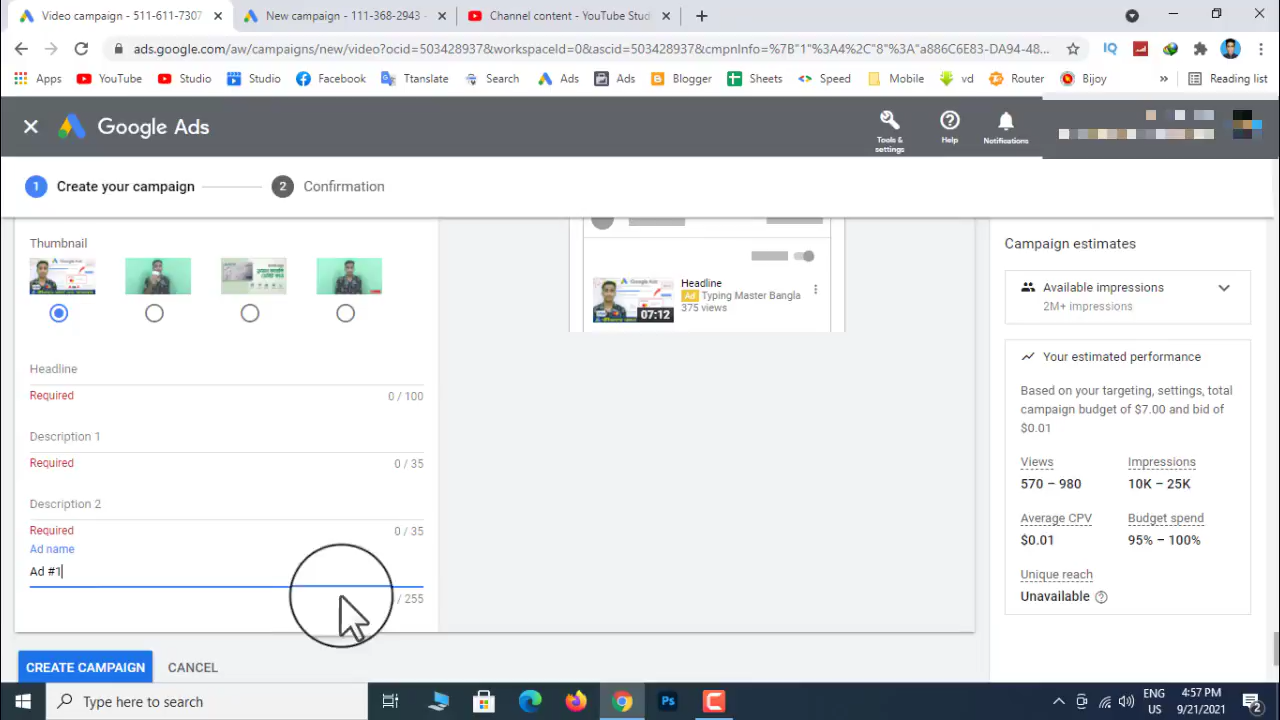 Video campaign - 511-611-7307
New campaign - 111-368-2943
Channel content - YouTube Stud
ads.google.com/aw/campaigns/new/video?ocid=503428937&workspaceId=0&ascid=503428937&cmpnInfo=%7B"1"%3A4%2C"8"%3A"a886C6E83-DA94-48...
Apps
YouTube
Studio
Studio
Facebook
Translate
Search
Ads
Ads
Blogger
Sheets
Speed
Mobile
vd
Router
Bijoy
»
Reading list
Google Ads
Tools &
settings
Help
Notifications
1 Create your campaign
2 Confirmation
Thumbnail
Headline
Required
0 / 100
Description 1
Required
0 / 35
Description 2
Required
0 / 35
Ad name
Ad #1
/ 255
CREATE CAMPAIGN
CANCEL
Headline
Ad Typing Master Bangla
375 views
07:12
Campaign estimates
Available impressions
2M+ impressions
Your estimated performance
Based on your targeting, settings, total
campaign budget of $7.00 and bid of
$0.01
Views
570 – 980
Impressions
10K – 25K
Average CPV
$0.01
Budget spend
95% – 100%
Unique reach
Unavailable
Type here to search
Ps
ENG
US
4:57 PM
9/21/2021
2